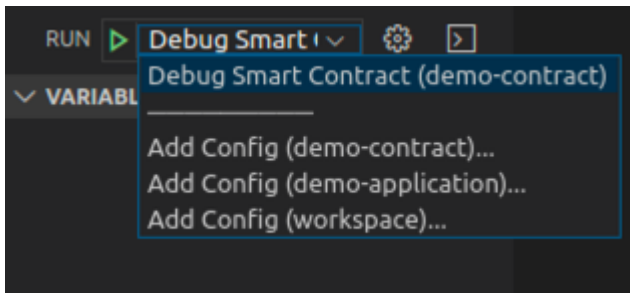 RUN Debug Smart
Debug Smart Contract (demo-contract)
VARIABL
Add Config (demo-contract)...
Add Config (demo-application)...
Add Config (workspace)...